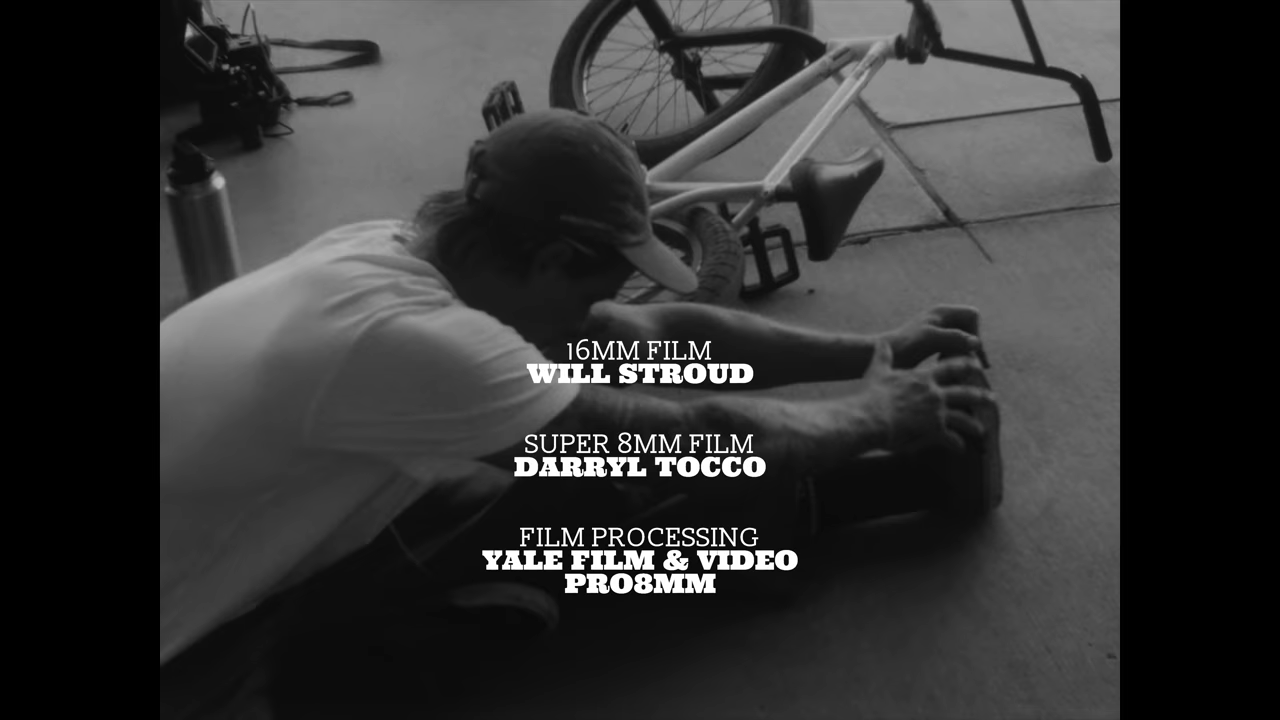 16MM FILM
WILL STROUD
SUPER 8MM FILM
DARRYL TOCCO
FILM PROCESSING
YALE FILM & VIDEO
PRO8MM